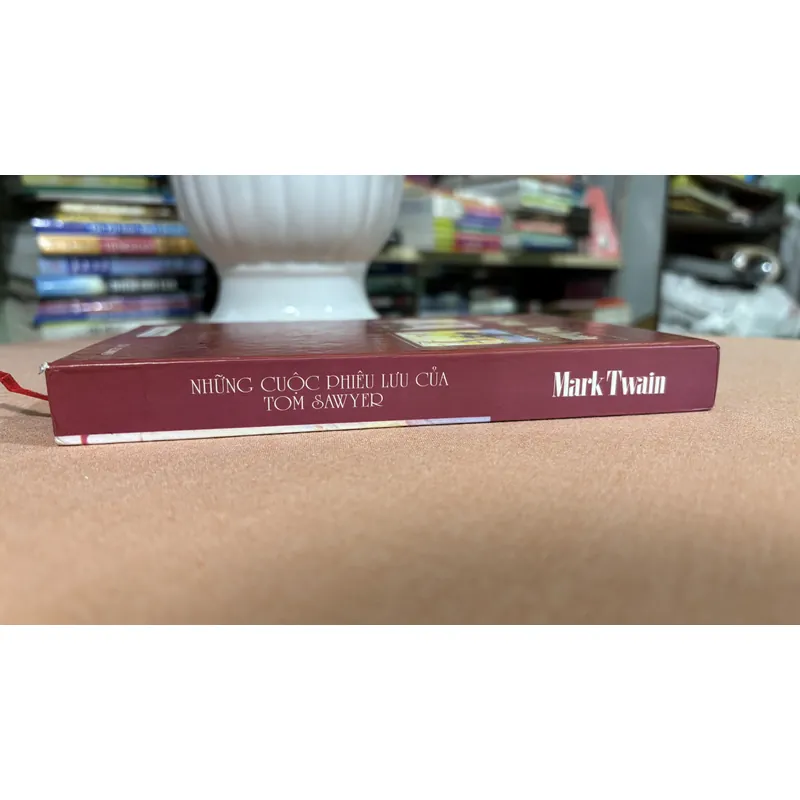 NHỮNG CUỘC PHIÊU LƯU CỦA
TOM SAWYER
Mark Twain